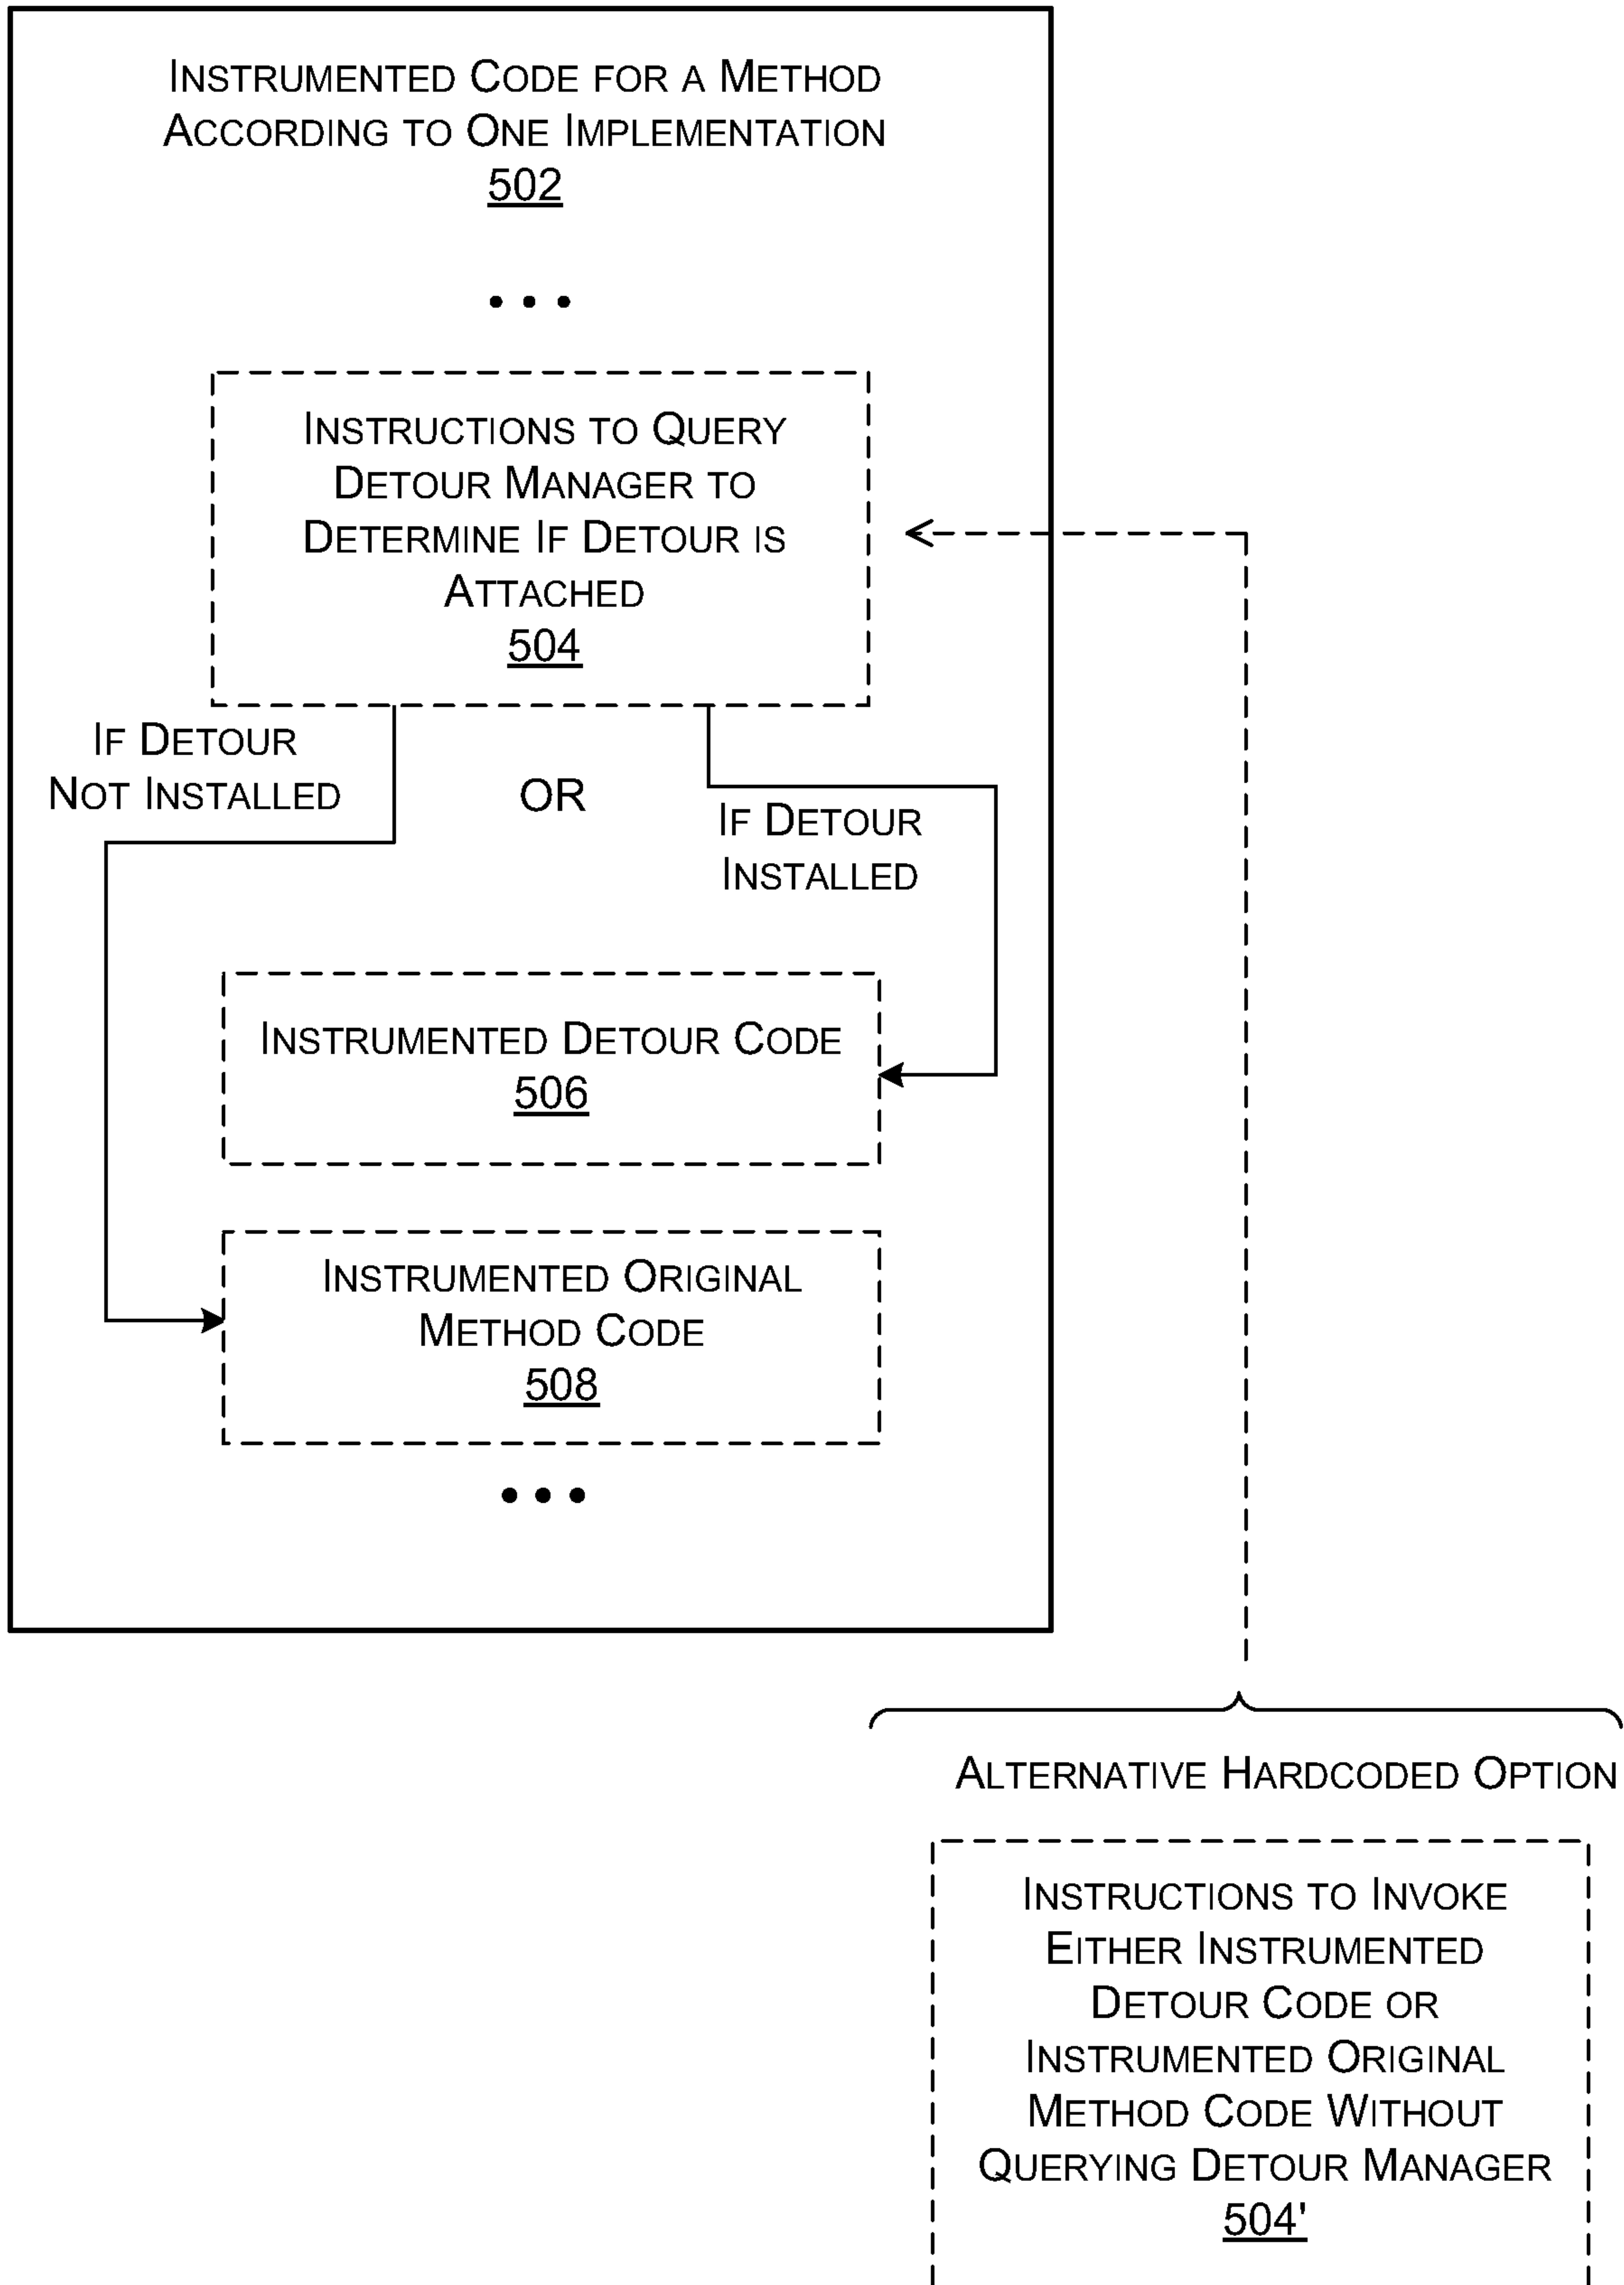 INSTRUMENTED CODE FOR A METHOD
ACCORDING TO ONE IMPLEMENTATION
502
...
INSTRUCTIONS TO QUERY
DETOUR MANAGER TO
DETERMINE IF DETOUR IS
ATTACHED
504
IF DETOUR
NOT INSTALLED
OR
IF DETOUR
INSTALLED
INSTRUMENTED DETOUR CODE
506
INSTRUMENTED ORIGINAL
METHOD CODE
508
...
ALTERNATIVE HARDCODED OPTION
INSTRUCTIONS TO INVOKE
EITHER INSTRUMENTED
DETOUR CODE OR
INSTRUMENTED ORIGINAL
METHOD CODE WITHOUT
QUERYING DETOUR MANAGER
504'